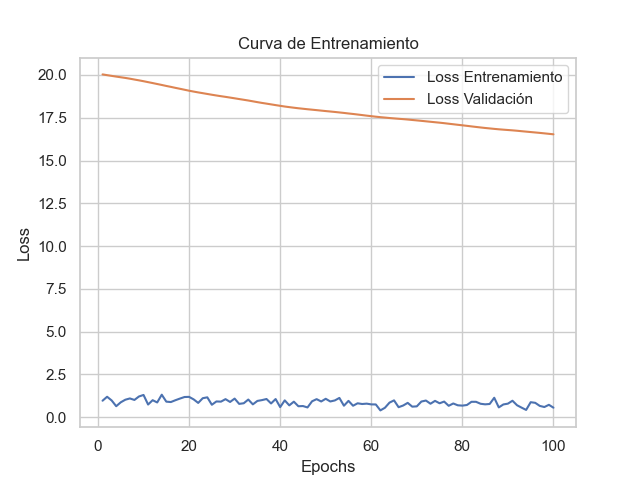 Curva de Entrenamiento
Loss Entrenamiento
Loss Validación
20.0
17.5
15.0
12.5
10.0
7.5
5.0
2.5
0.0
Loss
0 20 40 60 80 100
Epochs